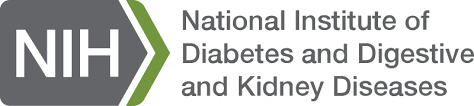 NIH
National Institute of
Diabetes and Digestive
and Kidney Diseases